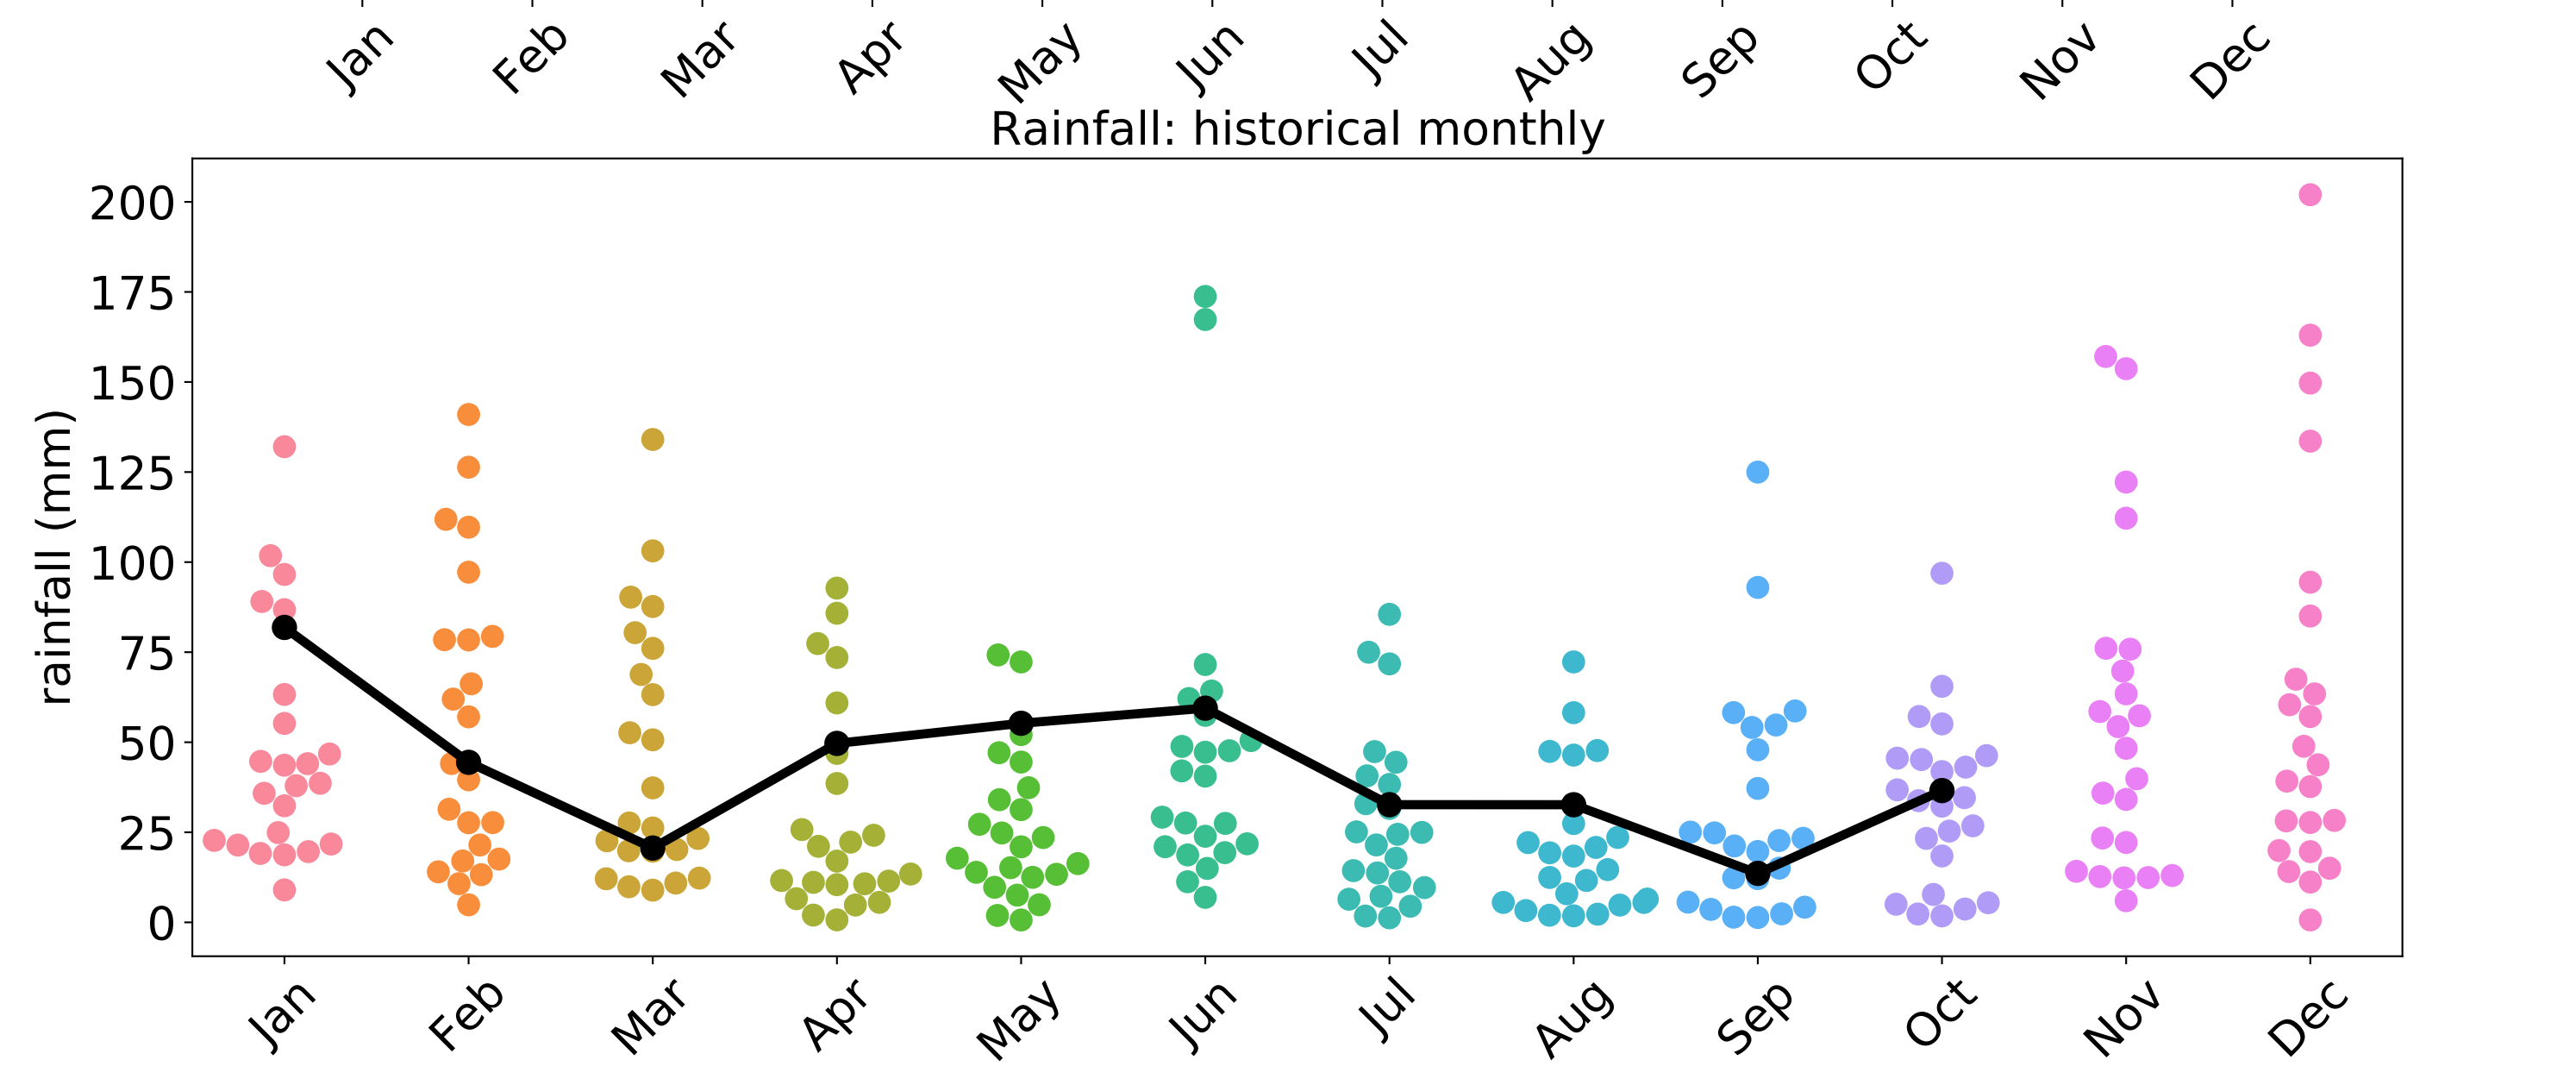 Jan Feb Mar Apr May Jun Jul Aug Sep Oct Nov Dec
Rainfall: historical monthly
rainfall (mm)
200
175
150
125
100
75
50
25
0
Jan Feb Mar Apr May Jun Jul Aug Sep Oct Nov Dec